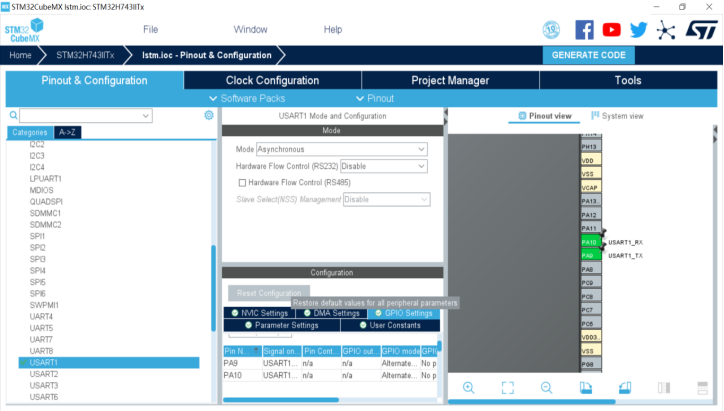 STM32CubeMX lstm.ioc: STM32H743IITx
STM32
CubeMX
File
Window
Help
10
Home
STM32H743IITx
lstm.ioc - Pinout & Configuration
GENERATE CODE
Pinout & Configuration
Clock Configuration
Project Manager
Tools
Software Packs
Pinout
Categories
A->Z
I2C2
I2C3
I2C4
LPUART1
MDIOS
QUADSPI
SDMMC1
SDMMC2
SPI1
SPI2
SPI3
SPI4
SPI5
SPI6
SWPMI1
UART4
UART5
UART7
UART8
USART1
USART2
USART3
USART6
USART1 Mode and Configuration
Mode
Mode Asynchronous
Hardware Flow Control (RS232) Disable
Hardware Flow Control (RS485)
Slave Select(NSS) Management Disable
Configuration
Reset Configuration
Restore default values for all peripheral parameters
NVIC Settings
DMA Settings
GPIO Settings
Parameter Settings
User Constants
Pin N... Signal on... Pin Cont... GPIO out... GPIO mode GPIO
PA9 USART1... n/a n/a Alternate... No p
PA10 USART1... n/a n/a Alternate... No p
Pinout view
System view
PH14
PH13
VDD
VSS
VCAP
PA13
PA12
PA11
PA10 USART1_RX
PA9 USART1_TX
PA8
PC9
PC8
PC7
PC6
VDD3
VSS
PG8